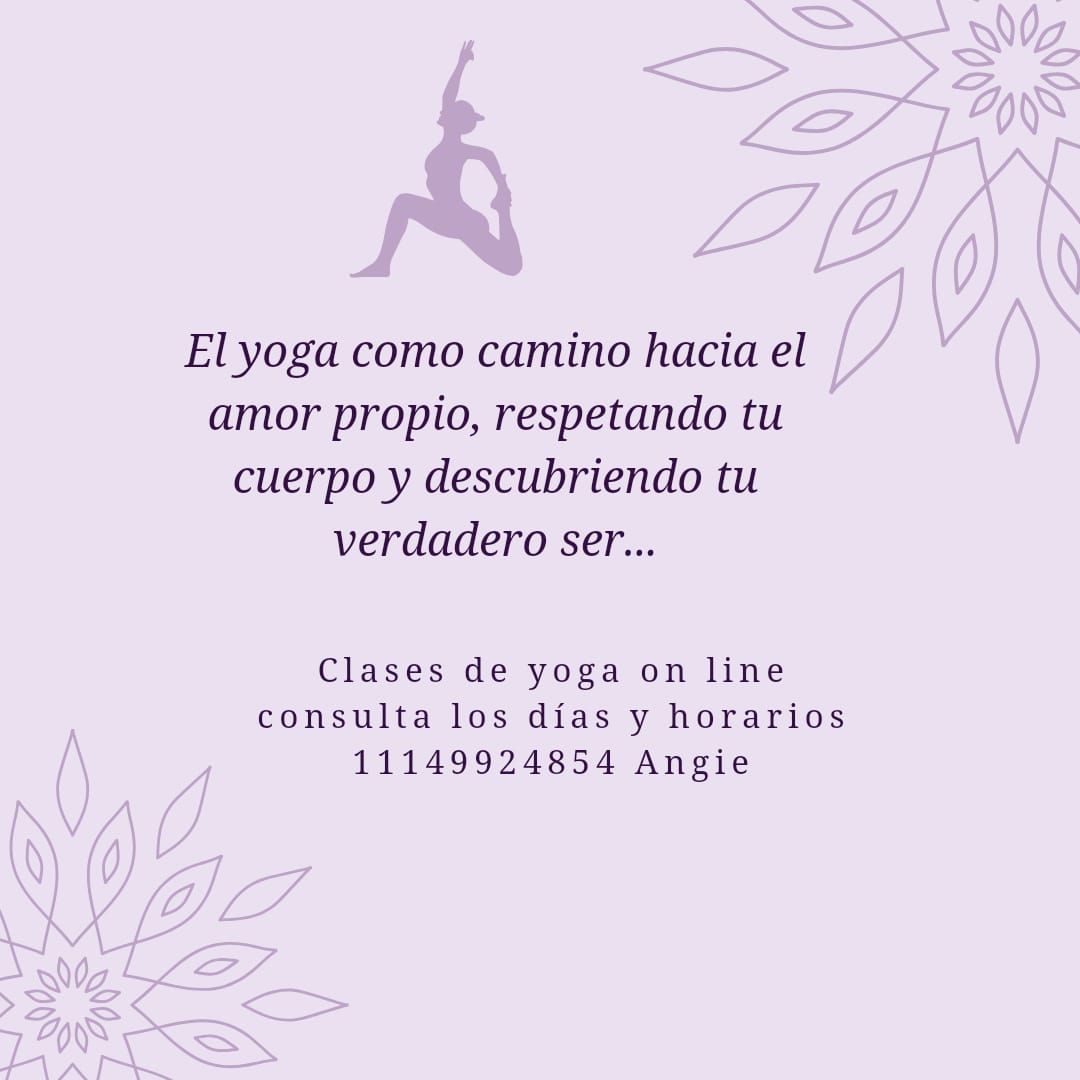 El yoga como camino hacia el
amor propio, respetando tu
cuerpo y descubriendo tu
verdadero ser...
Clases de yoga on line
consulta los días y horarios
11149924854 Angie